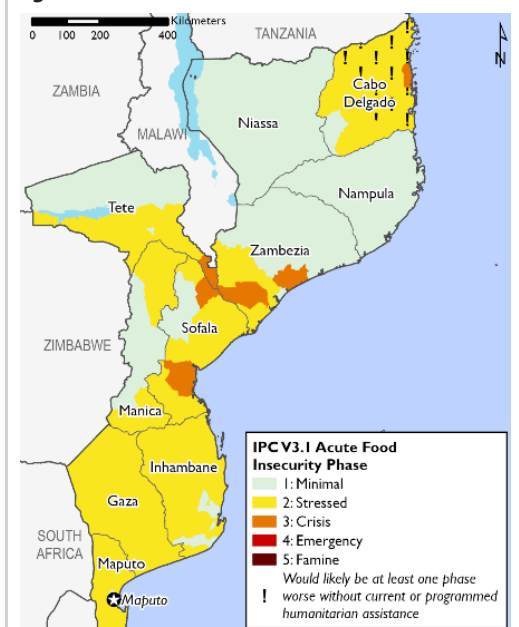 Kilometers
0 100 200 400
TANZANIA
N
ZAMBIA
Cabo
Delgado
Niassa
MALAWI
Nampula
Tete
Zambezia
Sofala
ZIMBABWE
Manica
Inhambane
Gaza
SOUTH
AFRICA
Maputo
Maputo
IPC V3.1 Acute Food
Insecurity Phase
1: Minimal
2: Stressed
3: Crisis
4: Emergency
5: Famine
Would likely be at least one phase
! worse without current or programmed
humanitarian assistance